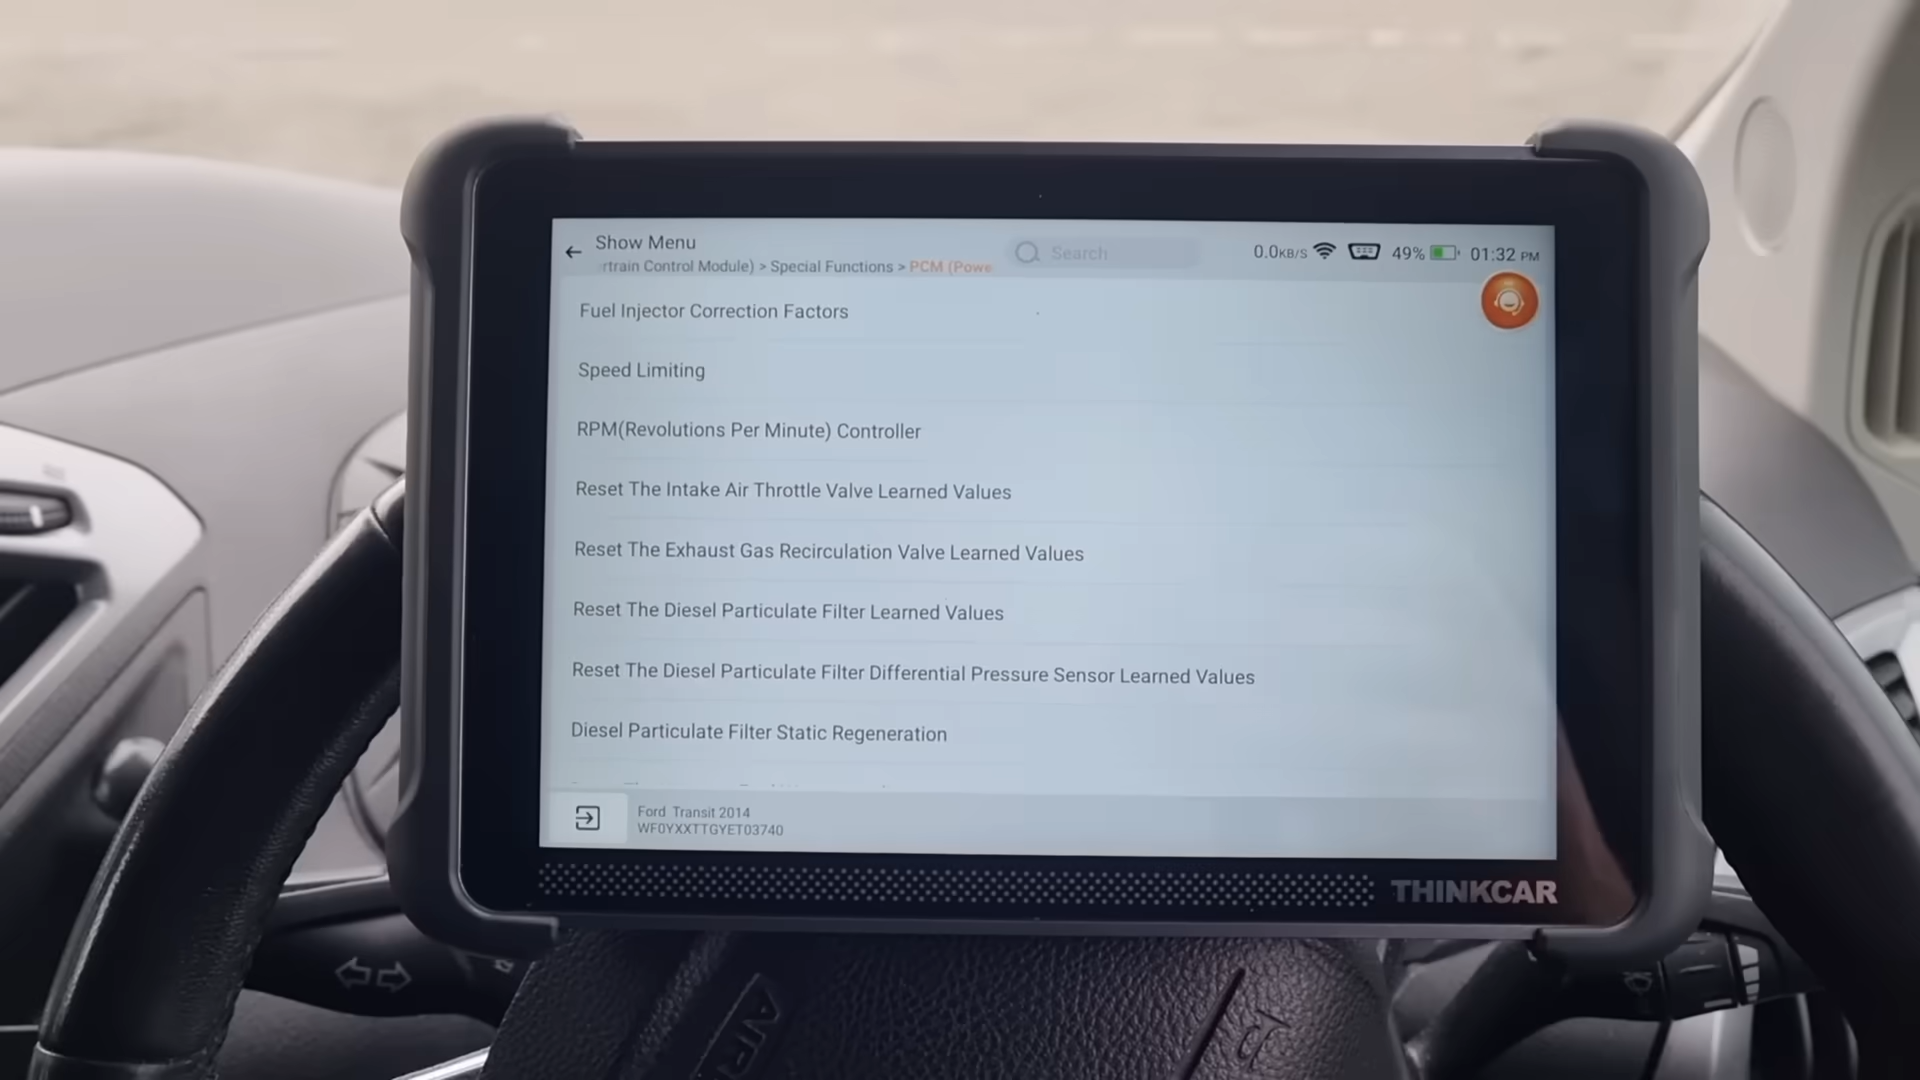 Show Menu
Search
0.0KB/S
49%
01:32 PM
rtrain Control Module) > Special Functions > PCM (Powe
Fuel Injector Correction Factors
Speed Limiting
RPM(Revolutions Per Minute) Controller
Reset The Intake Air Throttle Valve Learned Values
Reset The Exhaust Gas Recirculation Valve Learned Values
Reset The Diesel Particulate Filter Learned Values
Reset The Diesel Particulate Filter Differential Pressure Sensor Learned Values
Diesel Particulate Filter Static Regeneration
Ford Transit 2014
WF0YXXTTGYET03740
THINKCAR